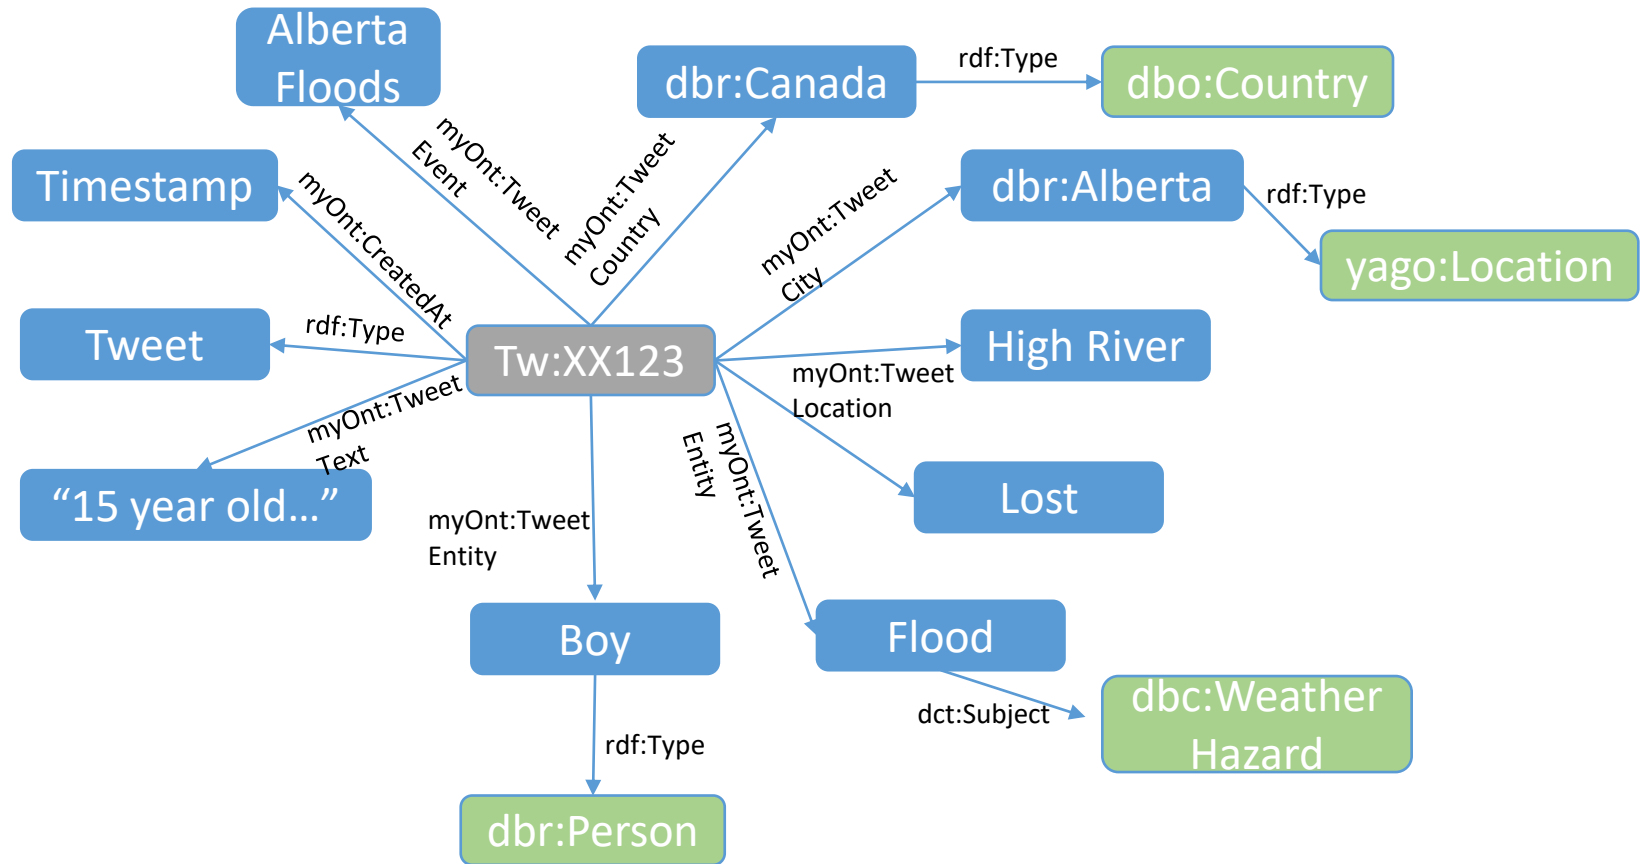 Alberta
Floods
dbr:Canada
rdf:Type
dbo:Country
myOnt:Tweet
Event
myOnt:Tweet
Country
Timestamp
myOnt:CreatedAt
myOnt:Tweet
City
dbr:Alberta
rdf:Type
yago:Location
Tweet
rdf:Type
Tw:XX123
High River
myOnt:Tweet
Location
myOnt:Tweet
Text
"15 year old…"
myOnt:Tweet
Entity
myOnt:Tweet
Entity
Lost
Boy
Flood
dct:Subject
dbc:Weather
Hazard
rdf:Type
dbr:Person